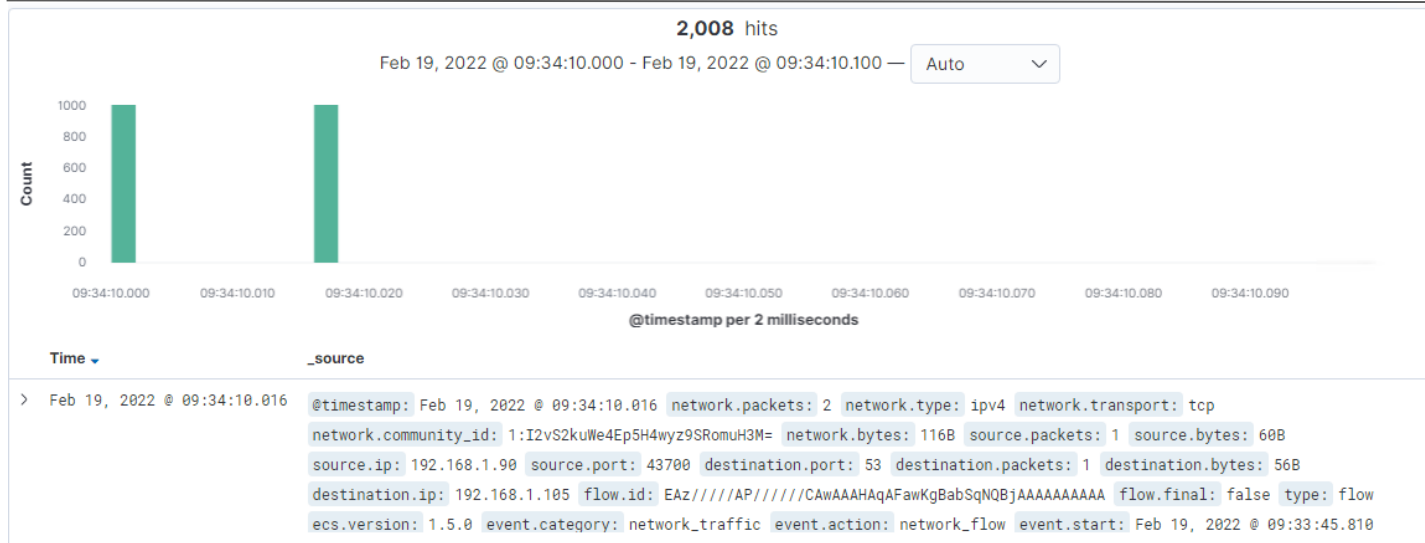 2,008 hits
Feb 19, 2022 @ 09:34:10.000 - Feb 19, 2022 @ 09:34:10.100 — Auto
1000
800
600
400
200
0
Count
09:34:10.000 09:34:10.010 09:34:10.020 09:34:10.030 09:34:10.040 09:34:10.050 09:34:10.060 09:34:10.070 09:34:10.080 09:34:10.090
@timestamp per 2 milliseconds
Time _source
Feb 19, 2022 @ 09:34:10.016 @timestamp: Feb 19, 2022 @ 09:34:10.016 network.packets: 2 network.type: ipv4 network.transport: tcp
network.community_id: 1:I2vS2kuWe4Ep5H4wyz9SRomuH3M= network.bytes: 116B source.packets: 1 source.bytes: 60B
source.ip: 192.168.1.90 source.port: 43700 destination.port: 53 destination.packets: 1 destination.bytes: 56B
destination.ip: 192.168.1.105 flow.id: EAz/////AP//////CAwAAAHAqAFawKgBabSqNQBjAAAAAAAAAA flow.final: false type: flow
ecs.version: 1.5.0 event.category: network_traffic event.action: network_flow event.start: Feb 19, 2022 @ 09:33:45.810